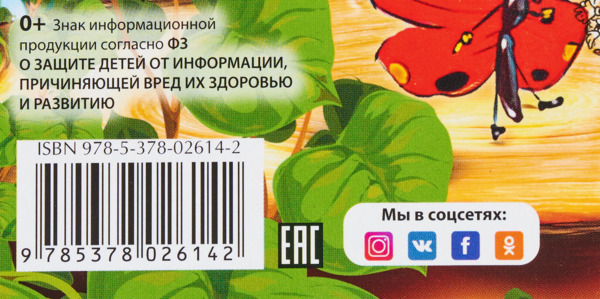 0+ Знак информационной
продукции согласно ФЗ
О ЗАЩИТЕ ДЕТЕЙ ОТ ИНФОРМАЦИИ,
ПРИЧИНЯЮЩЕЙ ВРЕД ИХ ЗДОРОВЬЮ
И РАЗВИТИЮ
ISBN 978-5-378-02614-2
9 785378 026142
EAC
Мы в соцсетях: